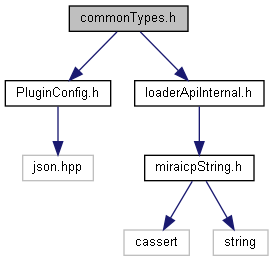 commonTypes.h
PluginConfig.h
loaderApiInternal.h
json.hpp
miraicpString.h
cassert
string